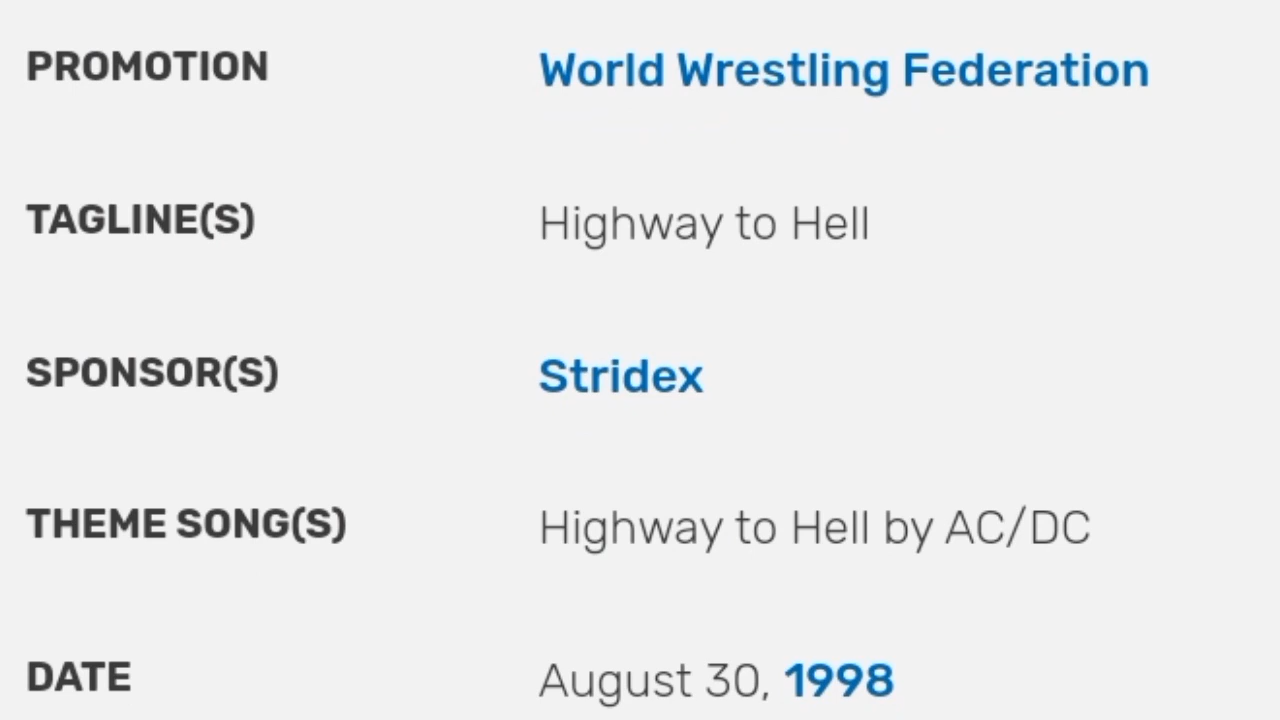 PROMOTION World Wrestling Federation
TAGLINE(S) Highway to Hell
SPONSOR(S) Stridex
THEME SONG(S) Highway to Hell by AC/DC
DATE August 30, 1998